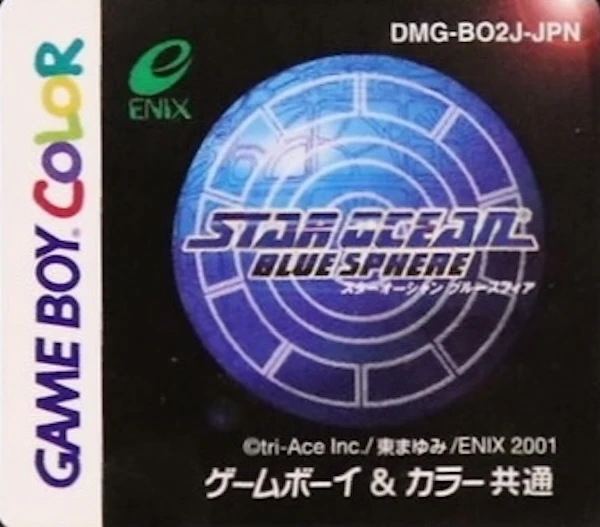 GAME BOY COLOR
ENIX
DMG-BO2J-JPN
STAR OCEAN®
BLUE SPHERE
スターオーシャン ブルースフィア
©tri-Ace Inc./東まゆみ/ENIX 2001
ゲームボーイ & カラー共通